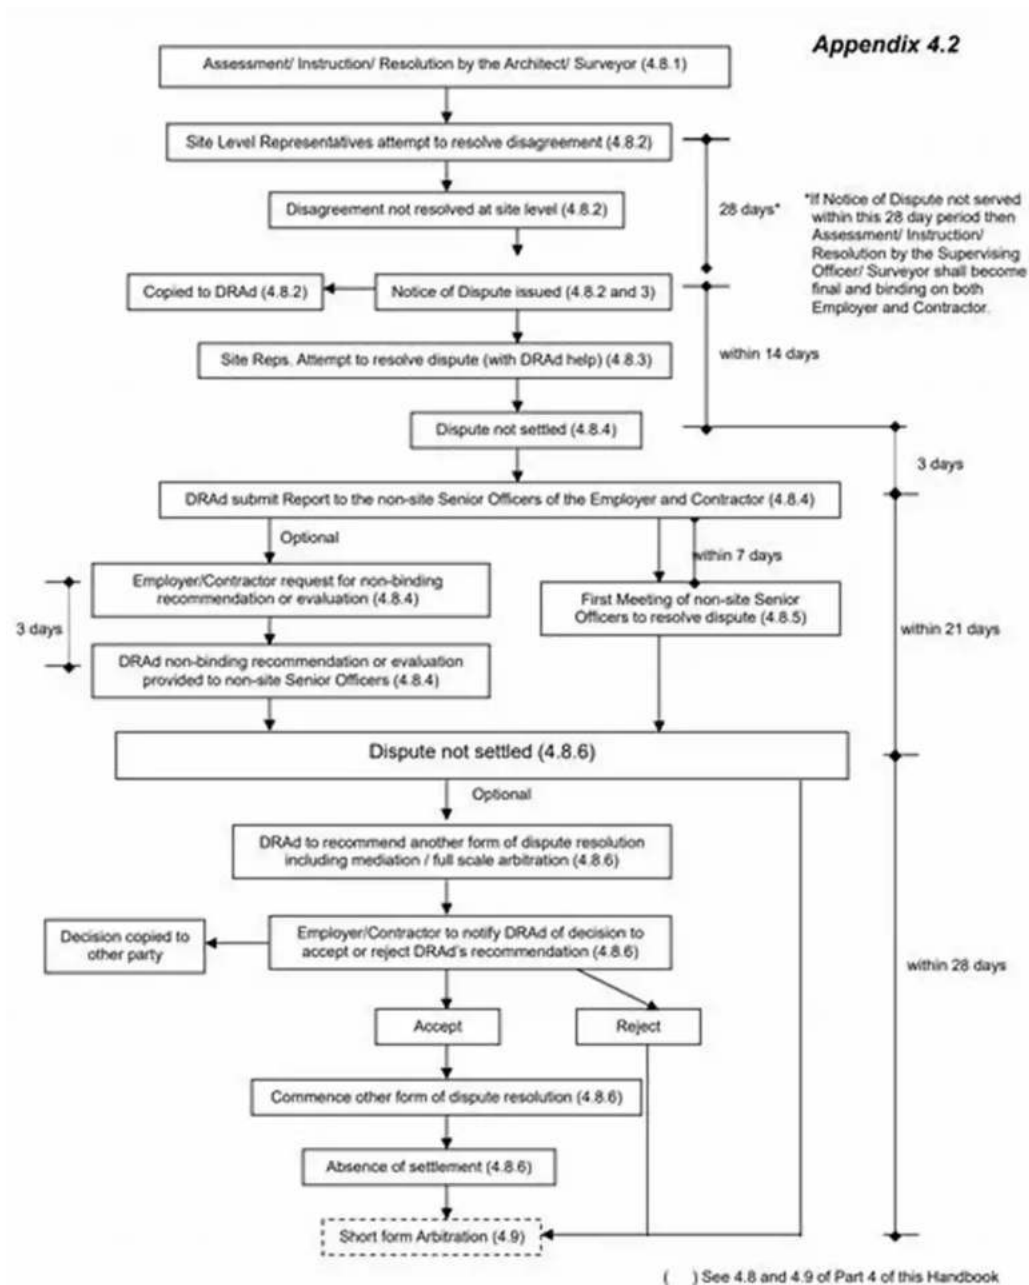 Appendix 4.2
Assessment/ Instruction/ Resolution by the Architect/ Surveyor (4.8.1)
Site Level Representatives attempt to resolve disagreement (4.8.2)
Disagreement not resolved at site level (4.8.2)
28 days*
*If Notice of Dispute not served
within this 28 day period then
Assessment/ Instruction/
Resolution by the Supervising
Officer/ Surveyor shall become
final and binding on both
Employer and Contractor.
Copied to DRAd (4.8.2)
Notice of Dispute issued (4.8.2 and 3)
Site Reps. Attempt to resolve dispute (with DRAd help) (4.8.3)
within 14 days
Dispute not settled (4.8.4)
3 days
DRAd submit Report to the non-site Senior Officers of the Employer and Contractor (4.8.4)
Optional
within 7 days
Employer/Contractor request for non-binding
recommendation or evaluation (4.8.4)
First Meeting of non-site Senior
Officers to resolve dispute (4.8.5)
3 days
within 21 days
DRAd non-binding recommendation or evaluation
provided to non-site Senior Officers (4.8.4)
Dispute not settled (4.8.6)
Optional
DRAd to recommend another form of dispute resolution
including mediation / full scale arbitration (4.8.6)
Decision copied to
other party
Employer/Contractor to notify DRAd of decision to
accept or reject DRAd's recommendation (4.8.6)
within 28 days
Accept
Reject
Commence other form of dispute resolution (4.8.6)
Absence of settlement (4.8.6)
Short form Arbitration (4.9)
( ) See 4.8 and 4.9 of Part 4 of this Handbook